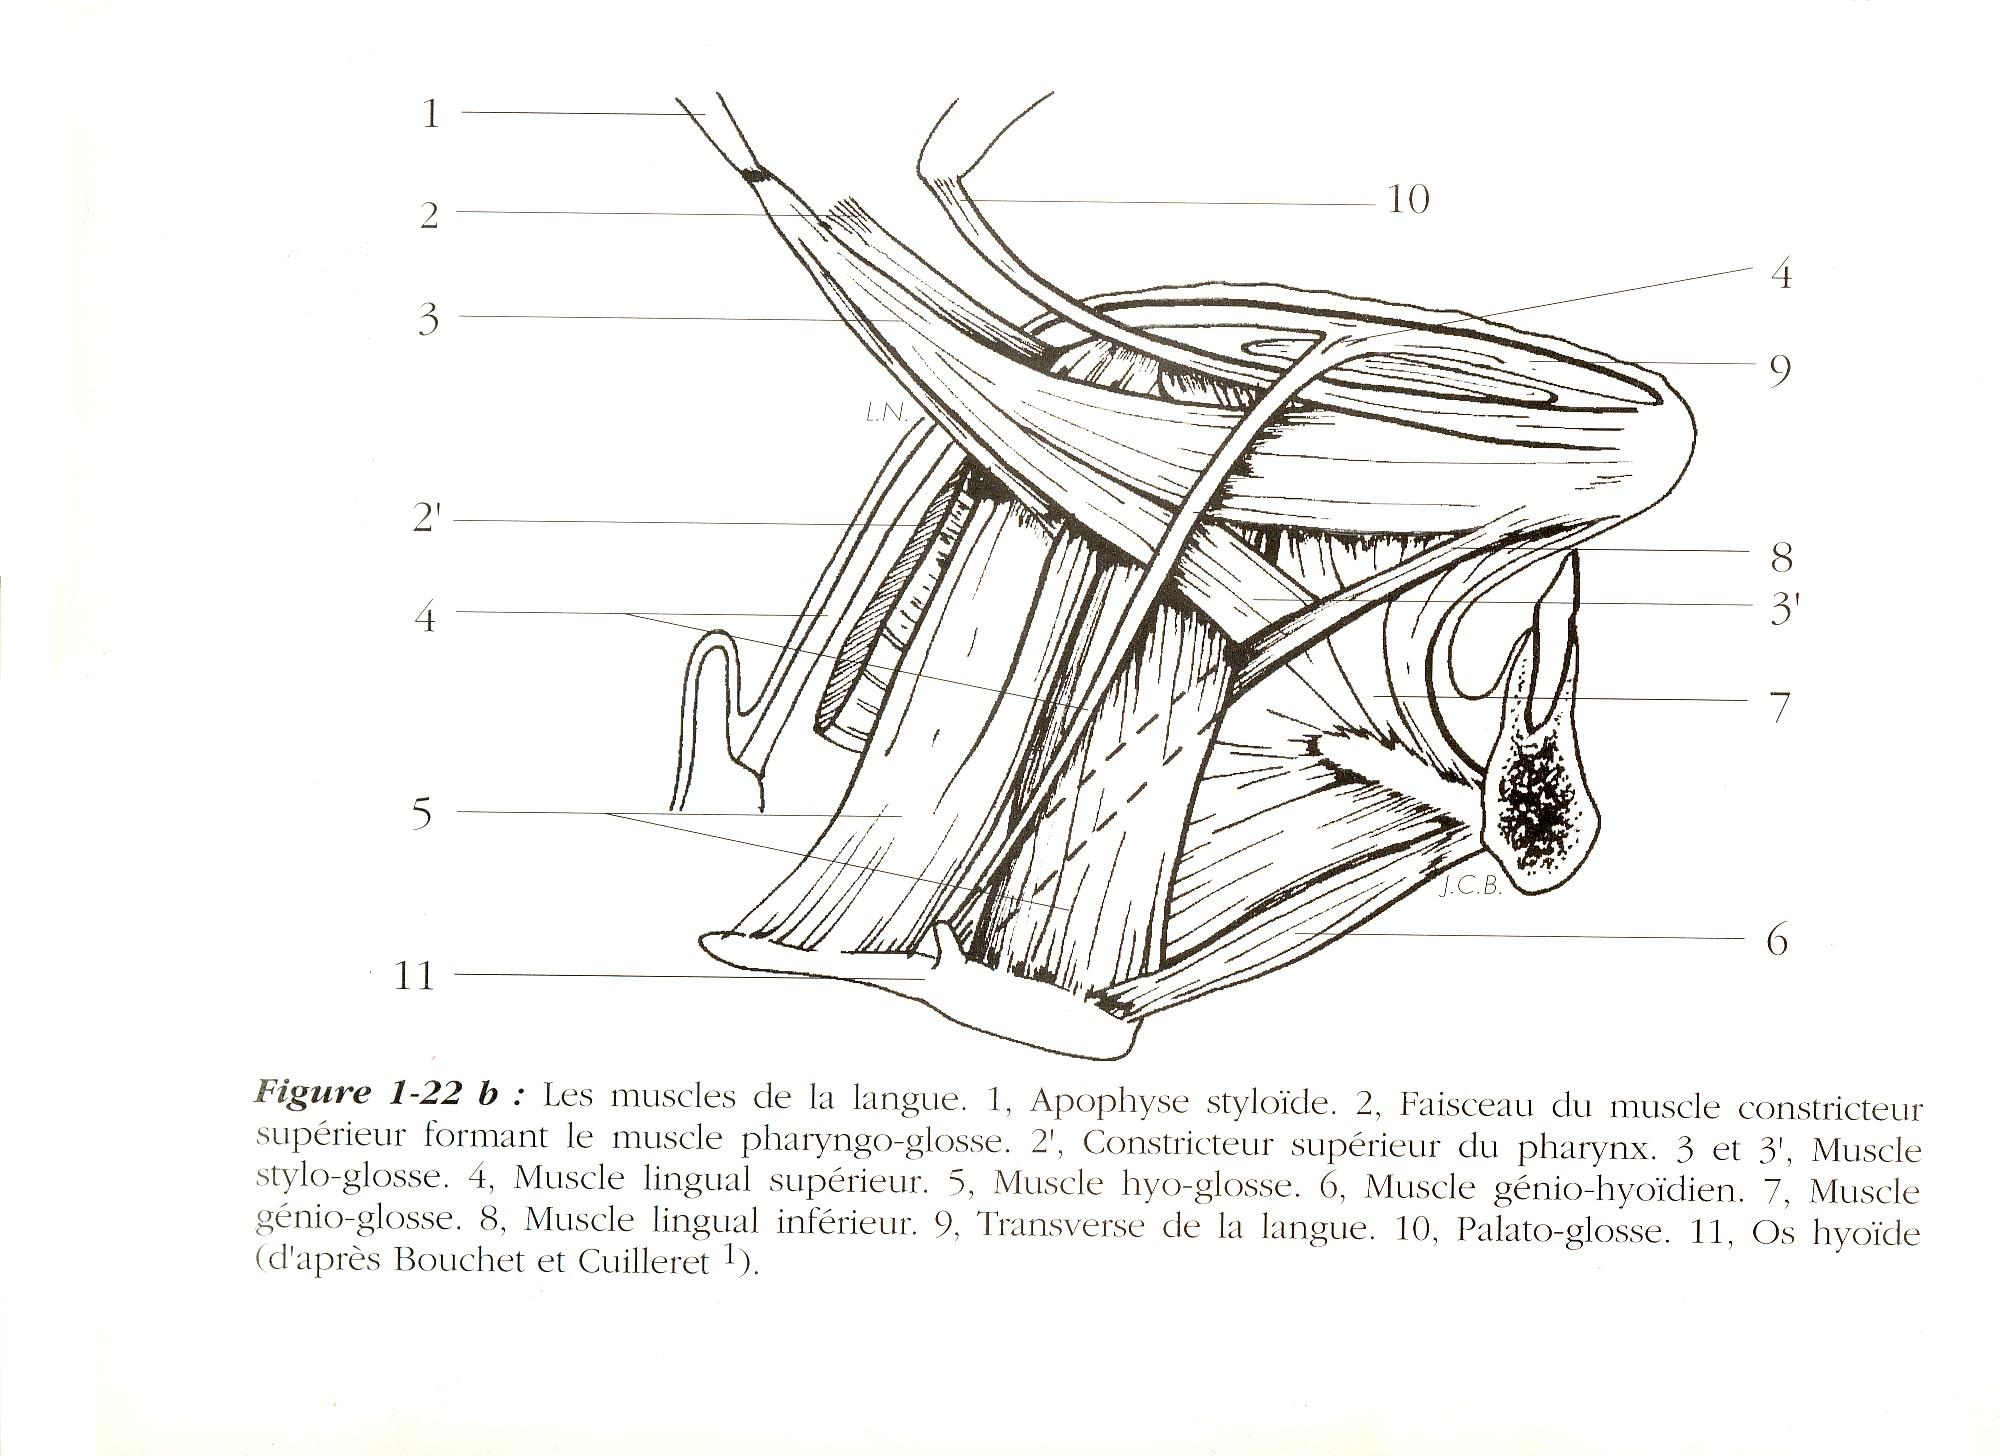 1
2
10
4
3
9
L.N.
2'
8
4
3'
7
5
J.C.B.
6
11
Figure 1-22 b : Les muscles de la langue. 1, Apophyse styloïde. 2, Faisceau du muscle constricteur
supérieur formant le muscle pharyngo-glosse. 2', Constricteur supérieur du pharynx. 3 et 3', Muscle
stylo-glosse. 4, Muscle lingual supérieur. 5, Muscle hyo-glosse. 6, Muscle génio-hyoïdien. 7, Muscle
génio-glosse. 8, Muscle lingual inférieur. 9, Transverse de la langue. 10, Palato-glosse. 11, Os hyoïde
(d'après Bouchet et Cuilleret 1).